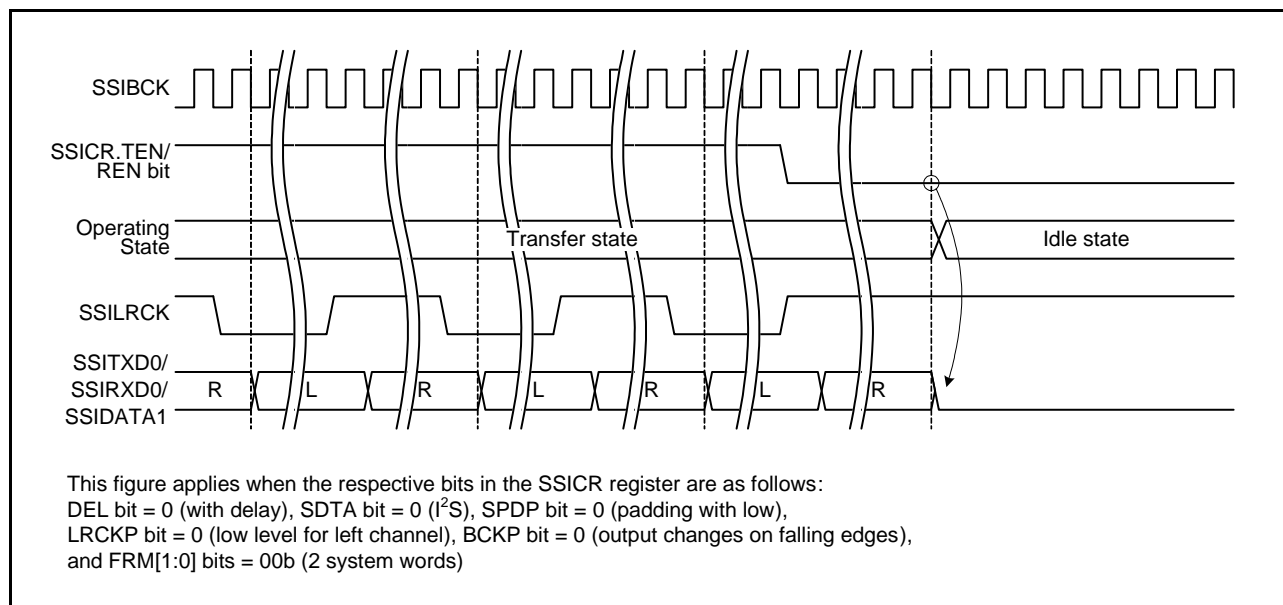 SSIBCK
SSICR.TEN/
REN bit
Operating
State
Transfer state
Idle state
SSILRCK
SSITXD0/
SSIRXD0/
SSIDATA1
R
L
R
L
R
L
R
This figure applies when the respective bits in the SSICR register are as follows:
DEL bit = 0 (with delay), SDTA bit = 0 (I²S), SPDP bit = 0 (padding with low),
LRCKP bit = 0 (low level for left channel), BCKP bit = 0 (output changes on falling edges),
and FRM[1:0] bits = 00b (2 system words)